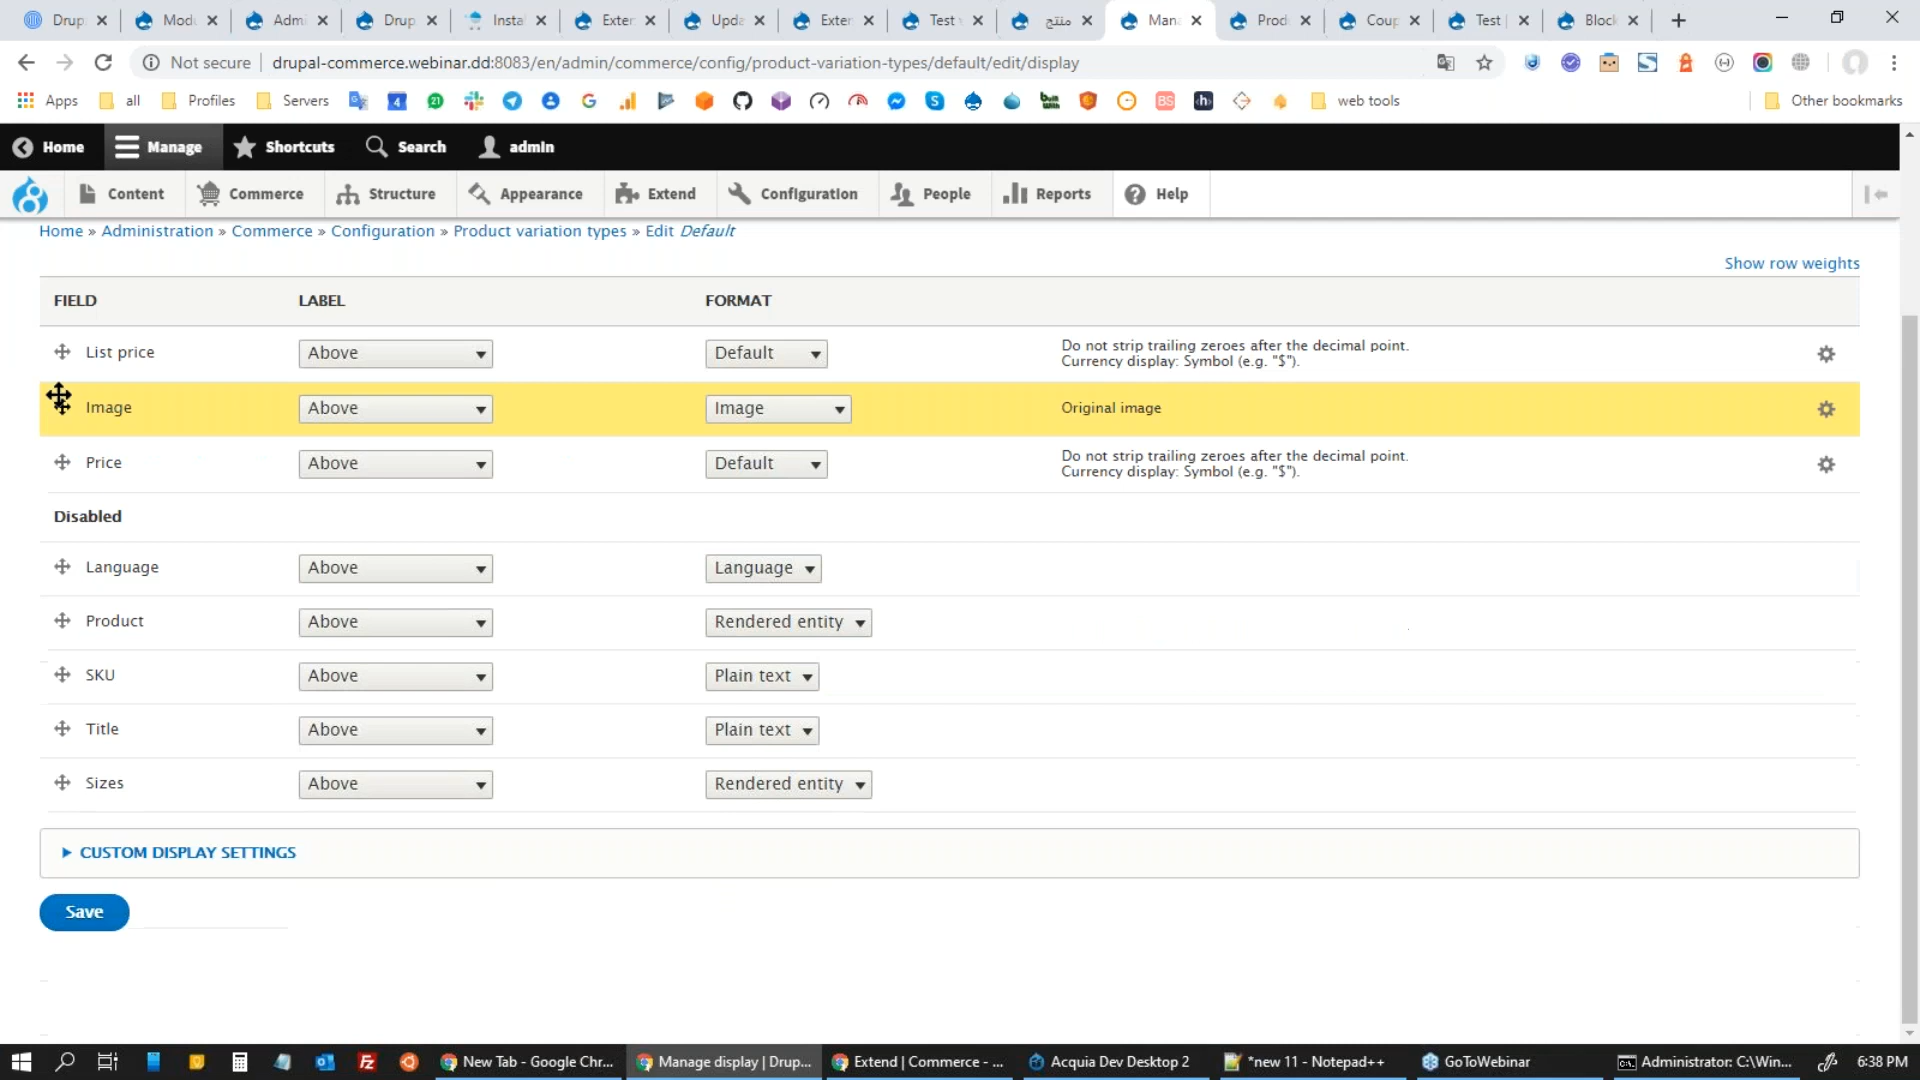 Drup
Modu
Admi
Drup
Instal
Exter
Upda
Exter
Test v
منتج
Mana
Produ
Coup
Test |
Block
Not secure
drupal-commerce.webinar.dd:8083/en/admin/commerce/config/product-variation-types/default/edit/display
Apps
all
Profiles
Servers
web tools
Other bookmarks
Home
Manage
Shortcuts
Search
admin
Content
Commerce
Structure
Appearance
Extend
Configuration
People
Reports
Help
Home » Administration » Commerce » Configuration » Product variation types » Edit Default
Show row weights
FIELD LABEL FORMAT
List price Above Default Do not strip trailing zeroes after the decimal point.
Currency display: Symbol (e.g. "$").
Image Above Image Original image
Price Above Default Do not strip trailing zeroes after the decimal point.
Currency display: Symbol (e.g. "$").
Disabled
Language Above Language
Product Above Rendered entity
SKU Above Plain text
Title Above Plain text
Sizes Above Rendered entity
CUSTOM DISPLAY SETTINGS
Save
New Tab - Google Chr...
Manage display | Drup...
Extend | Commerce - ...
Acquia Dev Desktop 2
*new 11 - Notepad++
GoToWebinar
Administrator: C:\Win...
6:38 PM